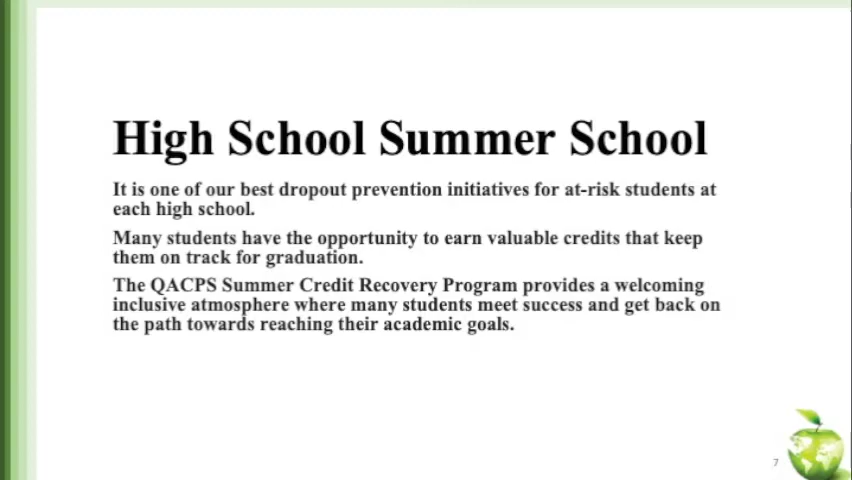 High School Summer School
It is one of our best dropout prevention initiatives for at-risk students at
each high school.
Many students have the opportunity to earn valuable credits that keep
them on track for graduation.
The QACPS Summer Credit Recovery Program provides a welcoming
inclusive atmosphere where many students meet success and get back on
the path towards reaching their academic goals.
7